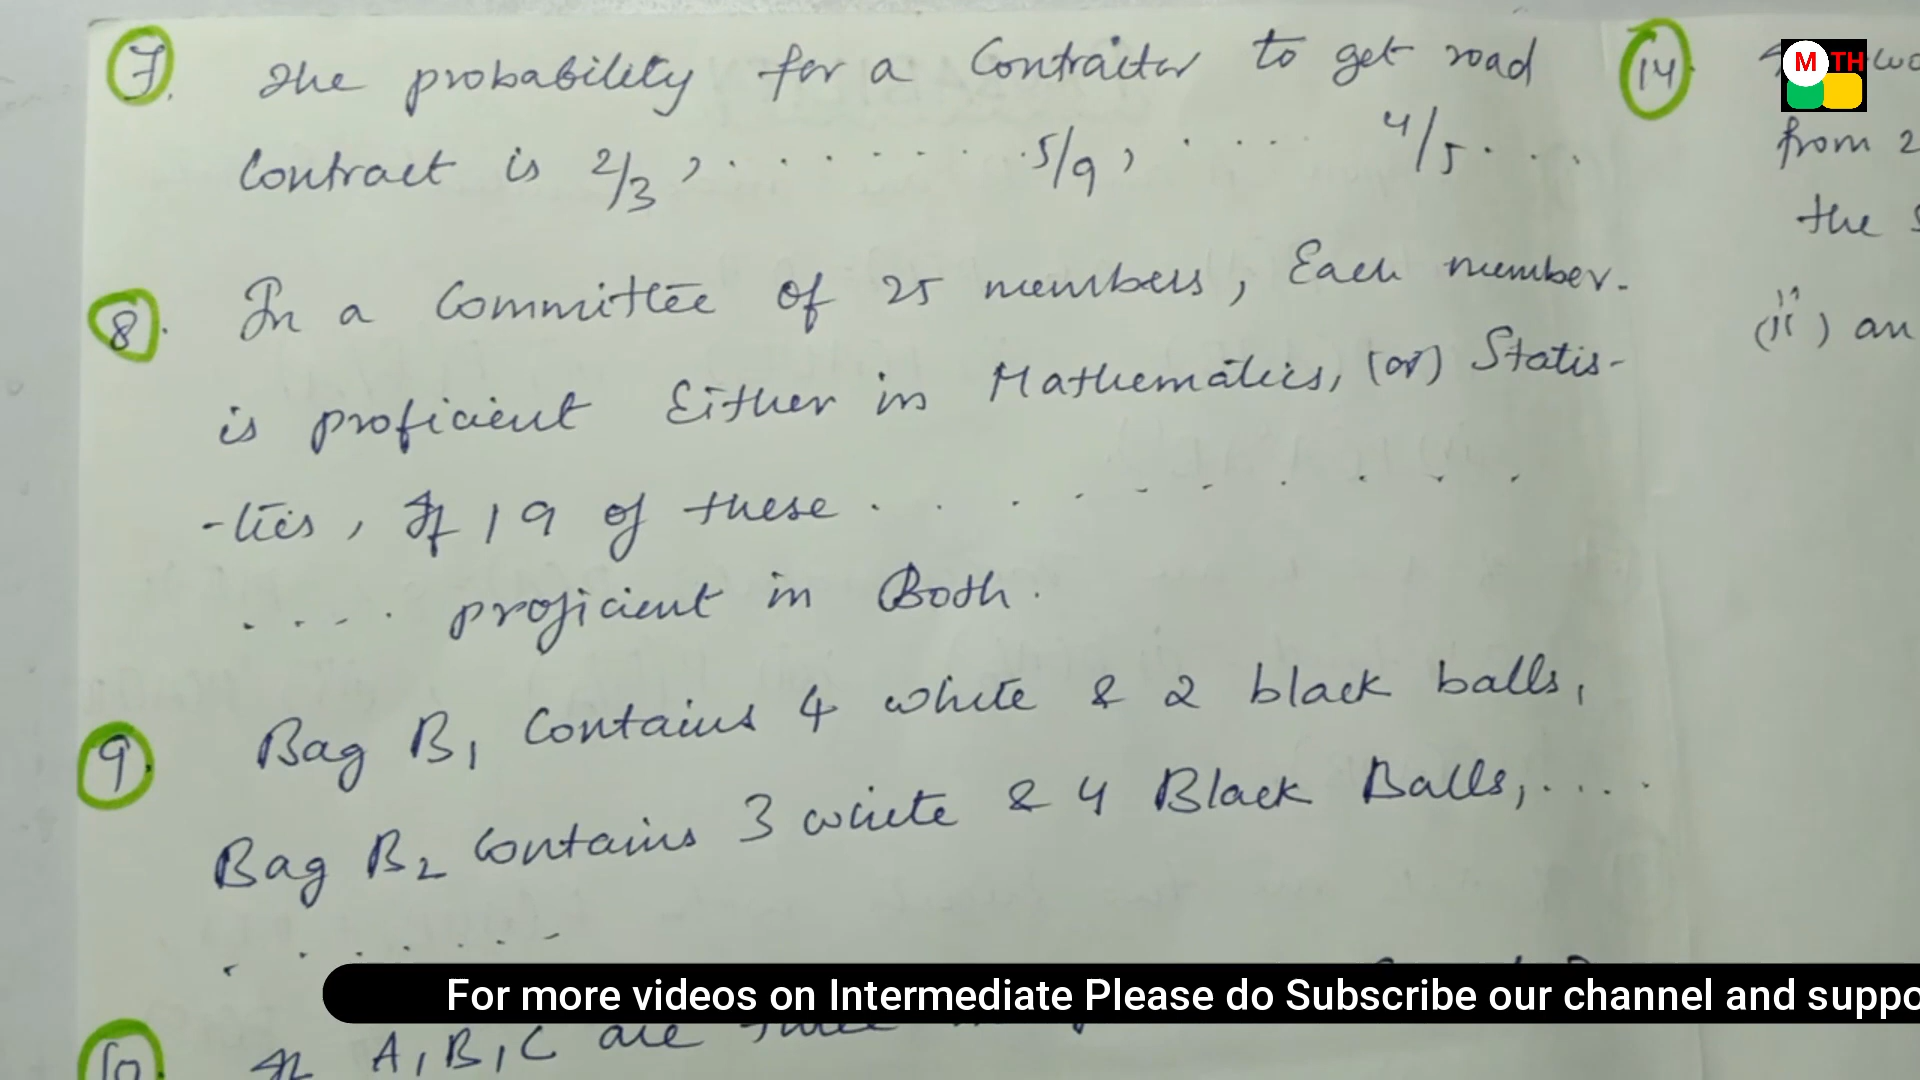 7. The probability for a Contractor to get road
Contract is 2/3, . . . . . . . 5/9, . . . . 4/5 . . .
8. In a Committee of 25 members, Each member
is proficient Either in Mathematics, (or) Statis-
-tics, If 19 of these . . . . . . . . .
. . . . proficient in Both.
9. Bag B1 Contains 4 white & 2 black balls,
Bag B2 Contains 3 white & 4 Black Balls, . . . .
. . . . . . .
10 If A, B, C are three
14.
from 2
the
(ii) an
M TH
For more videos on Intermediate Please do Subscribe our channel and suppo